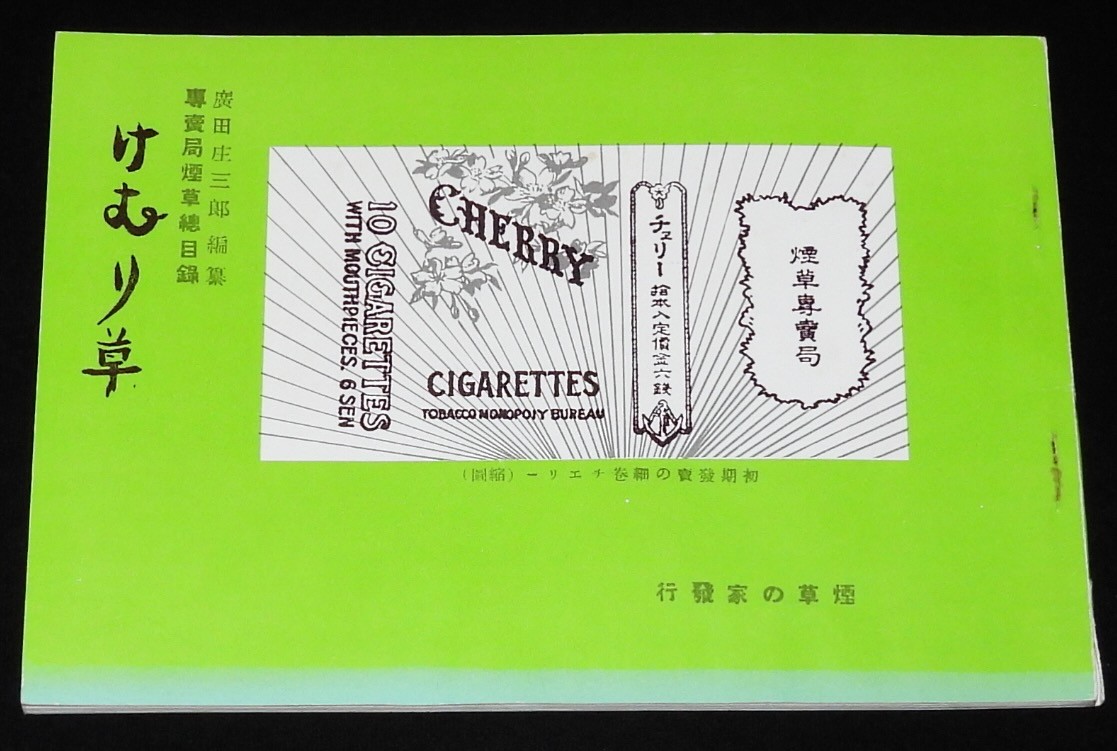 廣田庄三郎編纂
專賣局煙草總目錄
けむり草
煙草專賣局
チェリー 拾本入定價金六錢
CHERRY
CIGARETTES
TOBACCO MONOPOLY BUREAU
10 CIGARETTES
WITH MOUTHPIECES. 6 SEN
初期發賣の細卷チエリー(縮圖)
煙草の家發行